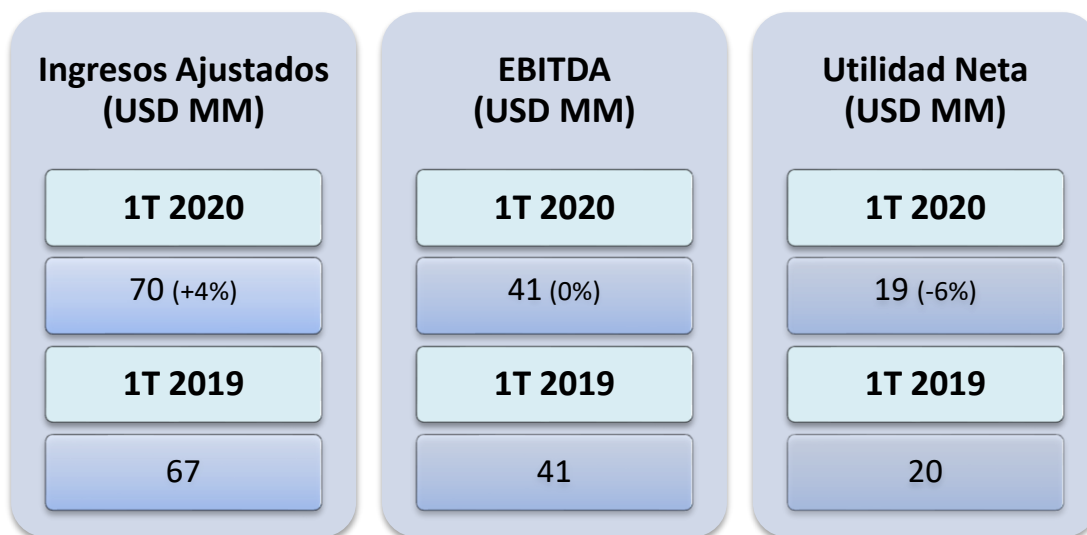 Ingresos Ajustados
(USD MM)
1T 2020
70 (+4%)
1T 2019
67
EBITDA
(USD MM)
1T 2020
41 (0%)
1T 2019
41
Utilidad Neta
(USD MM)
1T 2020
19 (-6%)
1T 2019
20